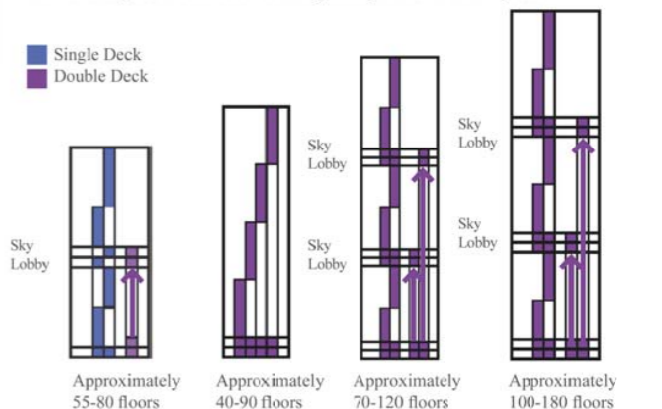 Single Deck
Double Deck
Sky
Lobby
Sky
Lobby
Sky
Lobby
Sky
Lobby
Sky
Lobby
Approximately
55-80 floors
Approximately
40-90 floors
Approximately
70-120 floors
Approximately
100-180 floors